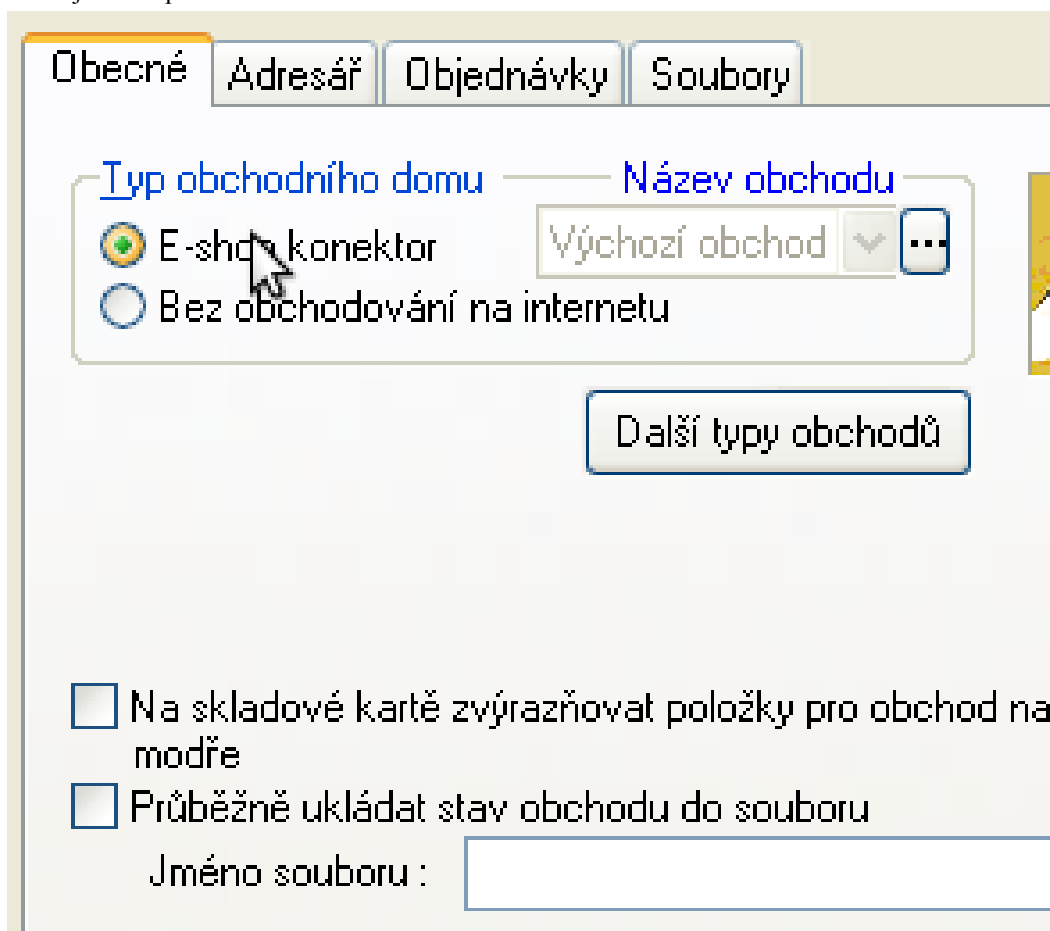 Obecné Adresář Objednávky Soubory
Typ obchodního domu Název obchodu
E-shop konektor Výchozí obchod ...
Bez obchodování na internetu
Další typy obchodů
Na skladové kartě zvýrazňovat položky pro obchod na
modře
Průběžně ukládat stav obchodu do souboru
Jméno souboru :